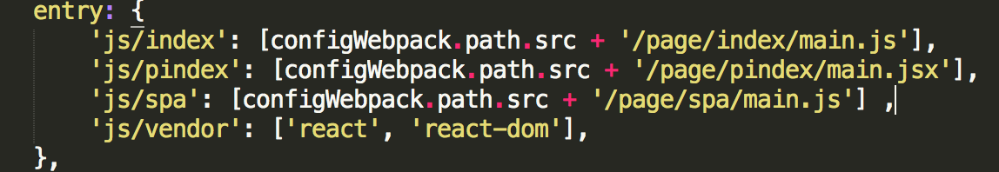 entry: {
    'js/index': [configWebpack.path.src + '/page/index/main.js'],
    'js/pindex': [configWebpack.path.src + '/page/pindex/main.jsx'],
    'js/spa': [configWebpack.path.src + '/page/spa/main.js'] ,
    'js/vendor': ['react', 'react-dom'],
},